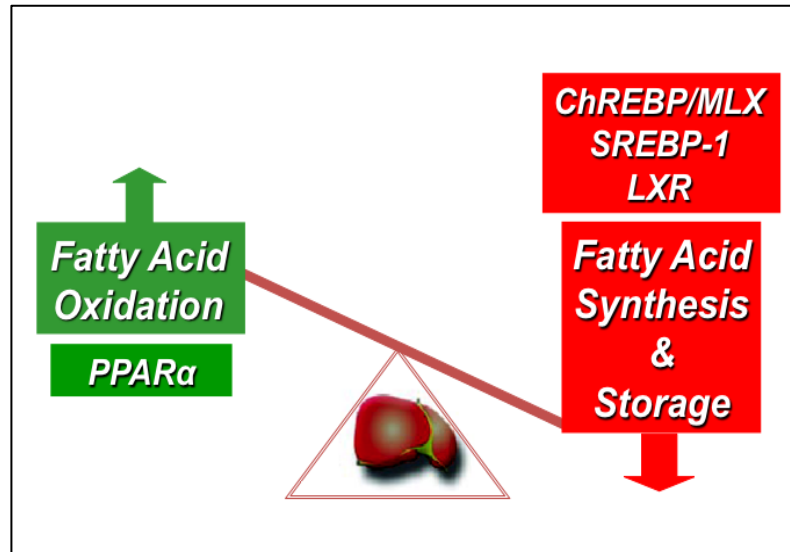 Fatty Acid
Oxidation
PPARα
ChREBP/MLX
SREBP-1
LXR
Fatty Acid
Synthesis
&
Storage